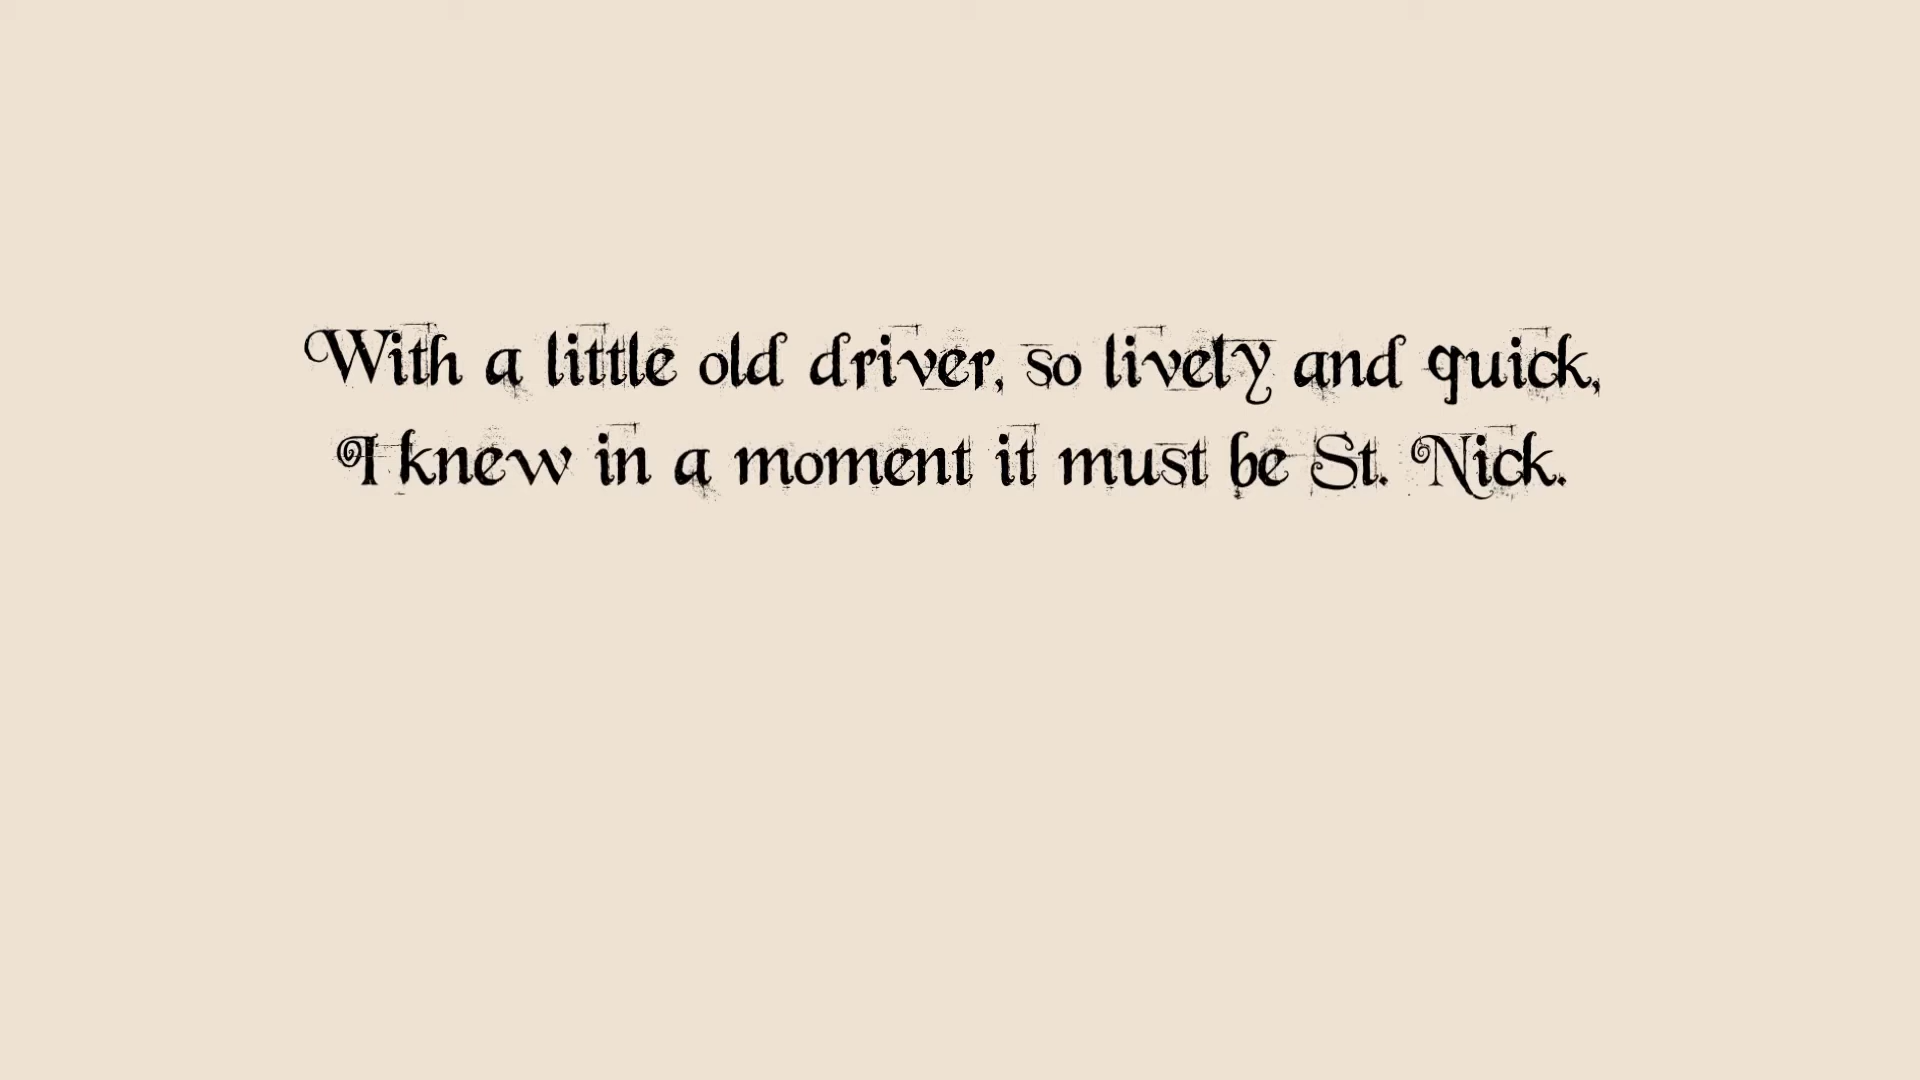 With a little old driver, so lively and quick,
I knew in a moment it must be St. Nick.